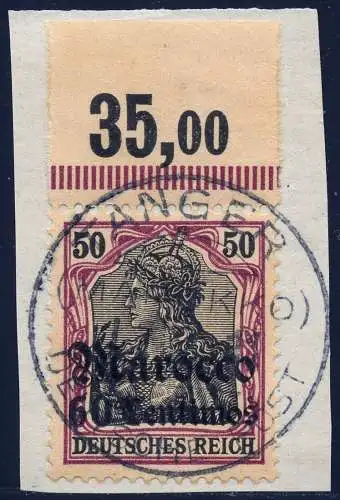 35,00
TANGER
50 50
Marocco
60 Centimos
DEUTSCHES REICH